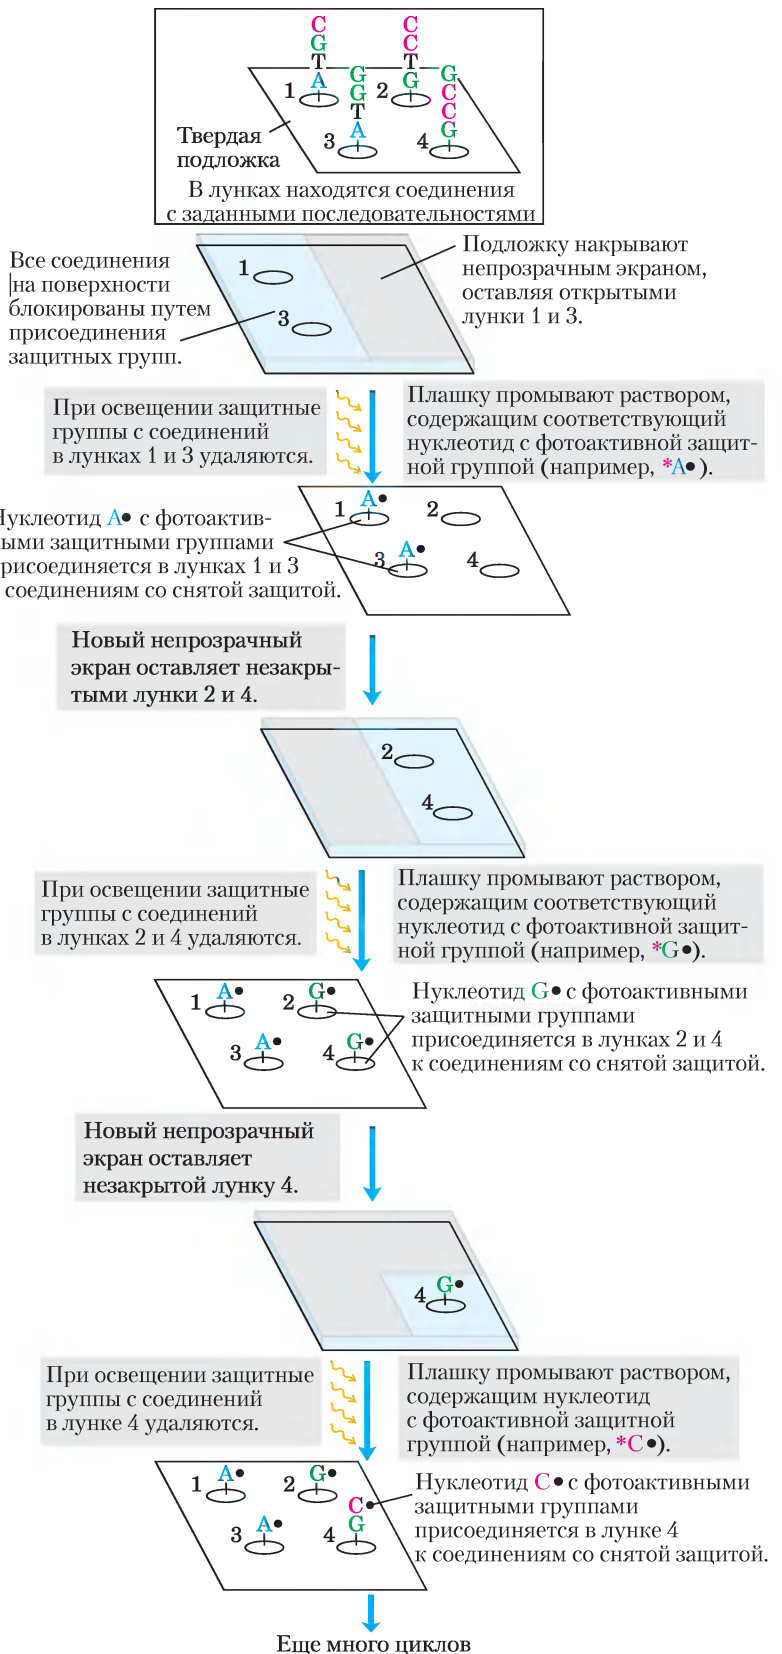 C C
G C
T G T G
A G G C
1 2
T C
A G
3 4
Твердая
подложка
В лунках находятся соединения
с заданными последовательностями
Все соединения
на поверхности
блокированы путем
присоединения
защитных групп.
1
3
Подложку накрывают
непрозрачным экраном,
оставляя открытыми
лунки 1 и 3.
При освещении защитные
группы с соединений
в лунках 1 и 3 удаляются.
Плашку промывают раствором,
содержащим соответствующий
нуклеотид с фотоактивной защит-
ной группой (например, *A●).
уклеотид A● с фотоактив-
ыми защитными группами
рисоединяется в лунках 1 и 3
соединениям со снятой защитой.
1 A● 2
3 A● 4
Новый непрозрачный
экран оставляет незакры-
тыми лунки 2 и 4.
2
4
При освещении защитные
группы с соединений
в лунках 2 и 4 удаляются.
Плашку промывают раствором,
содержащим соответствующий
нуклеотид с фотоактивной защит-
ной группой (например, *G●).
1 A● 2 G●
3 A● 4 G●
Нуклеотид G● с фотоактивными
защитными группами
присоединяется в лунках 2 и 4
к соединениям со снятой защитой.
Новый непрозрачный
экран оставляет
незакрытой лунку 4.
4 G●
При освещении защитные
группы с соединений
в лунке 4 удаляются.
Плашку промывают раствором,
содержащим нуклеотид
с фотоактивной защитной
группой (например, *C●).
1 A● 2 G●
C●
3 A● 4 G
Нуклеотид C● с фотоактивными
защитными группами
присоединяется в лунке 4
к соединениям со снятой защитой.
Еще много циклов